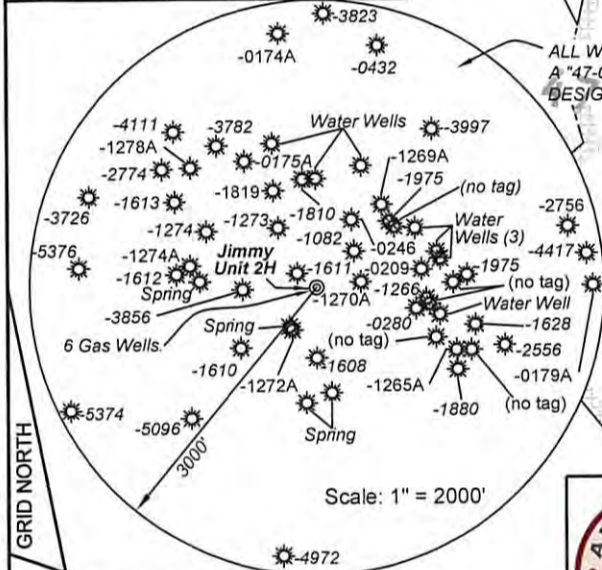 -3823
-0174A
-0432
ALL W
A "47-0
DESIG
-4111
-3782
Water Wells
-3997
-1278A
-0175A
-1269A
-2774
-1975
(no tag)
-1819
-1613
-1810
-3726
-2756
-1273
Water
Wells (3)
-1274
-1082
-0246
-4417
-5376
-1274A
Jimmy
Unit 2H
-1611
-0209
1975
-1612
Spring
-1270A
-1266
(no tag)
-3856
Water Well
6 Gas Wells.
Spring
-0280
-1628
(no tag)
-2556
-1610
-1608
-0179A
-1272A
-1265A
(no tag)
-1880
-5374
-5096
Spring
3000'
Scale: 1" = 2000'
GRID NORTH
-4972